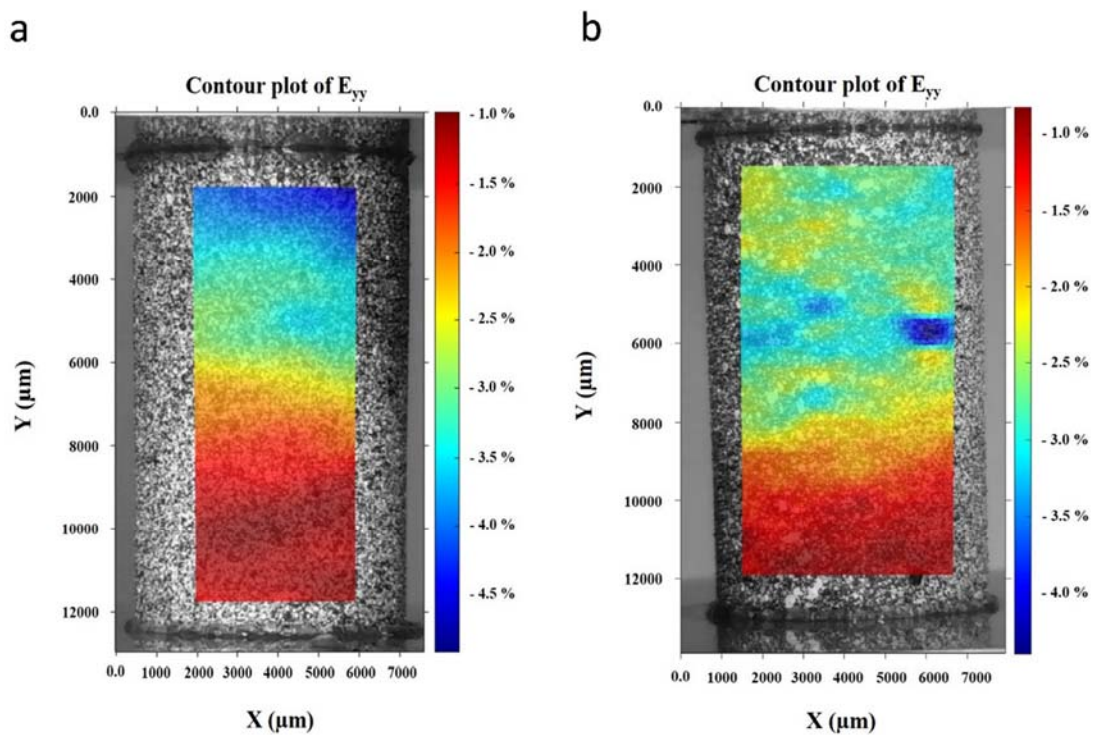 a
Contour plot of Eyy
0.0
2000
4000
6000
8000
10000
12000
Y (μm)
0.0 1000 2000 3000 4000 5000 6000 7000
X (μm)
- 1.0 %
- 1.5 %
- 2.0 %
- 2.5 %
- 3.0 %
- 3.5 %
- 4.0 %
- 4.5 %
b
Contour plot of Eyy
0.0
2000
4000
6000
8000
10000
12000
Y (μm)
0.0 1000 2000 3000 4000 5000 6000 7000
X (μm)
- 1.0 %
- 1.5 %
- 2.0 %
- 2.5 %
- 3.0 %
- 3.5 %
- 4.0 %